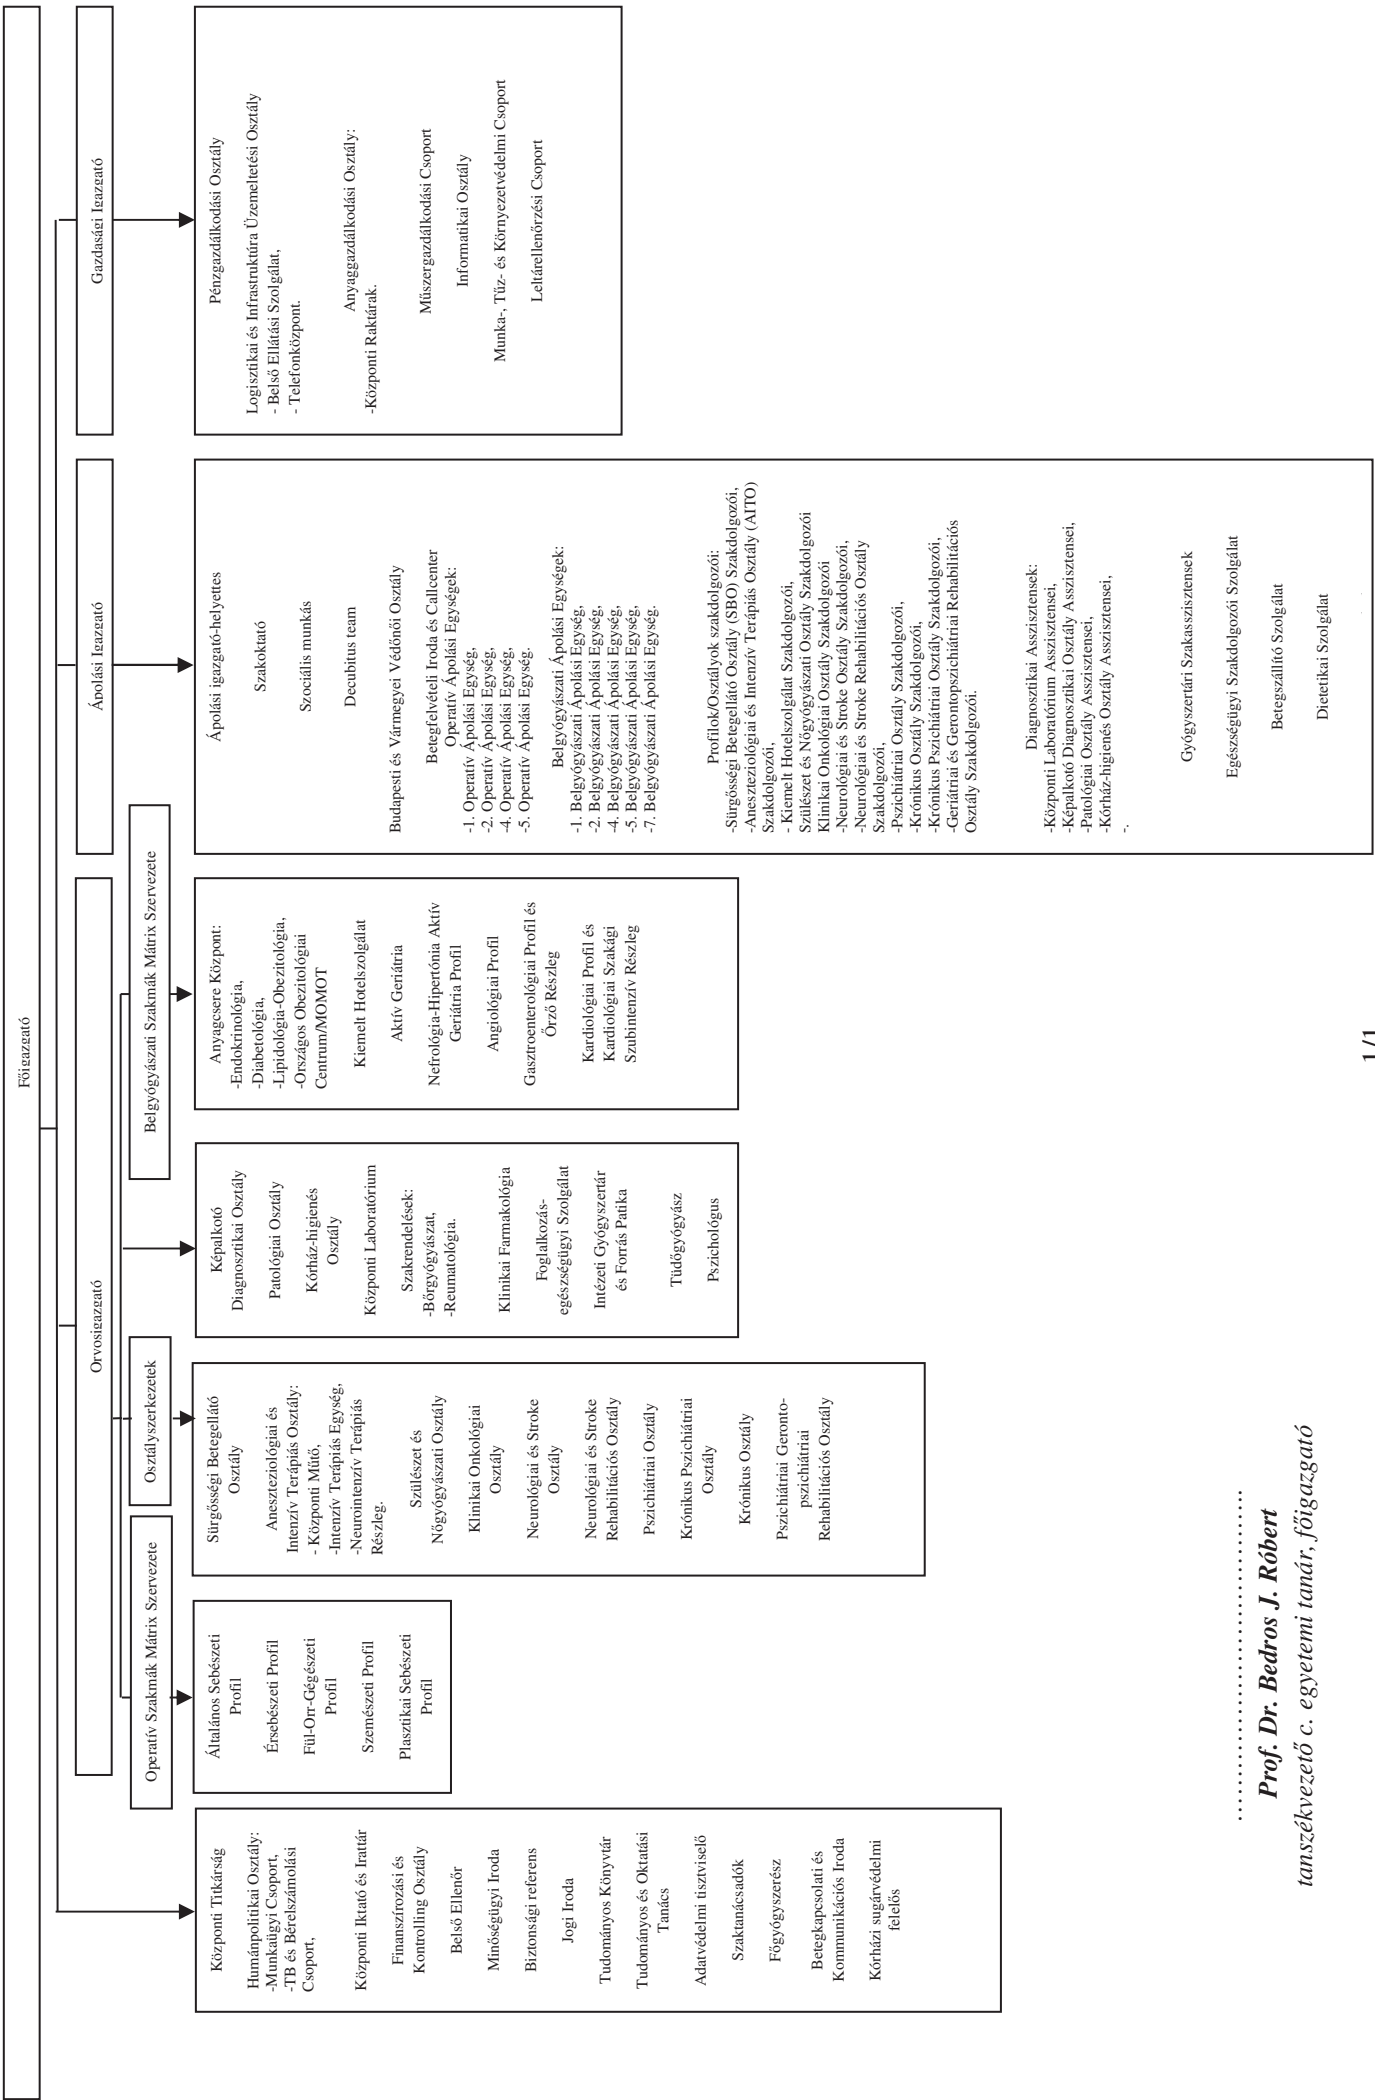 Főigazgató
Orvosigazgató
Ápolási Igazgató
Gazdasági Igazgató
Operatív Szakmák Mátrix Szervezete
Osztályszerkezetek
Belgyógyászati Szakmák Mátrix Szervezete
Központi Titkárság
Humánpolitikai Osztály:
-Munkaügyi Csoport,
-TB és Bérelszámolási
Csoport,
Központi Iktató és Irattár
Finanszírozási és
Kontrolling Osztály
Belső Ellenőr
Minőségügyi Iroda
Biztonsági referens
Jogi Iroda
Tudományos Könyvtár
Tudományos és Oktatási
Tanács
Adatvédelmi tisztviselő
Szaktanácsadók
Főgyógyszerész
Betegkapcsolati és
Kommunikációs Iroda
Kórházi sugárvédelmi
felelős
Általános Sebészeti
Profil
Érsebészeti Profil
Fül-Orr-Gégészeti
Profil
Szemészeti Profil
Plasztikai Sebészeti
Profil
Sürgősségi Betegellátó
Osztály
Aneszteziológiai és
Intenzív Terápiás Osztály:
- Központi Műtő,
-Intenzív Terápiás Egység,
-Neurointenzív Terápiás
Részleg.
Szülészet és
Nőgyógyászati Osztály
Klinikai Onkológiai
Osztály
Neurológiai és Stroke
Osztály
Neurológiai és Stroke
Rehabilitációs Osztály
Pszichiátriai Osztály
Krónikus Pszichiátriai
Osztály
Krónikus Osztály
Pszichiátriai Geronto-
pszichiátriai
Rehabilitációs Osztály
Képalkotó
Diagnosztikai Osztály
Patológiai Osztály
Kórház-higienés
Osztály
Központi Laboratórium
Szakrendelések:
-Bőrgyógyászat,
-Reumatológia.
Klinikai Farmakológia
Foglalkozás-
egészségügyi Szolgálat
Intézeti Gyógyszertár
és Forrás Patika
Tüdőgyógyász
Pszichológus
Anyagcsere Központ:
-Endokrinológia,
-Diabetológia,
-Lipidológia-Obezitológia,
-Országos Obezitológiai
Centrum/MOMOT
Kiemelt Hotelszolgálat
Aktív Geriátria
Nefrológia-Hipertónia Aktív
Geriátria Profil
Angiológiai Profil
Gasztroenterológiai Profil és
Őrző Részleg
Kardiológiai Profil és
Kardiológiai Szakági
Szubintenzív Részleg
Ápolási igazgató-helyettes
Szakoktató
Szociális munkás
Decubitus team
Budapesti és Vármegyei Védőnői Osztály
Betegfelvételi Iroda és Callcenter
Operatív Ápolási Egységek:
-1. Operatív Ápolási Egység,
-2. Operatív Ápolási Egység,
-4. Operatív Ápolási Egység,
-5. Operatív Ápolási Egység.
Belgyógyászati Ápolási Egységek:
-1. Belgyógyászati Ápolási Egység,
-2. Belgyógyászati Ápolási Egység,
-4. Belgyógyászati Ápolási Egység,
-5. Belgyógyászati Ápolási Egység,
-7. Belgyógyászati Ápolási Egység.
Profilok/Osztályok szakdolgozói:
-Sürgősségi Betegellátó Osztály (SBO) Szakdolgozói,
-Aneszteziológiai és Intenzív Terápiás Osztály (AITO)
Szakdolgozói,
- Kiemelt Hotelszolgálat Szakdolgozói,
Szülészet és Nőgyógyászati Osztály Szakdolgozói
Klinikai Onkológiai Osztály Szakdolgozói
-Neurológiai és Stroke Osztály Szakdolgozói,
-Neurológiai és Stroke Rehabilitációs Osztály
Szakdolgozói,
-Pszichiátriai Osztály Szakdolgozói,
-Krónikus Osztály Szakdolgozói,
-Krónikus Pszichiátriai Osztály Szakdolgozói,
-Geriátriai és Gerontopszichiátriai Rehabilitációs
Osztály Szakdolgozói.
Diagnosztikai Asszisztensek:
-Központi Laboratórium Asszisztensei,
-Képalkotó Diagnosztikai Osztály Asszisztensei,
-Patológiai Osztály Asszisztensei,
-Kórház-higienés Osztály Asszisztensei,
-.
Gyógyszertári Szakasszisztensek
Egészségügyi Szakdolgozói Szolgálat
Betegszállító Szolgálat
Dietetikai Szolgálat
Pénzgazdálkodási Osztály
Logisztikai és Infrastruktúra Üzemeltetési Osztály
- Belső Ellátási Szolgálat,
- Telefonközpont.
Anyaggazdálkodási Osztály:
-Központi Raktárak.
Műszergazdálkodási Csoport
Informatikai Osztály
Munka-, Tűz- és Környezetvédelmi Csoport
Leltárellenőrzési Csoport
..........................................
Prof. Dr. Bedros J. Róbert
tanszékvezető c. egyetemi tanár, főigazgató
1/1